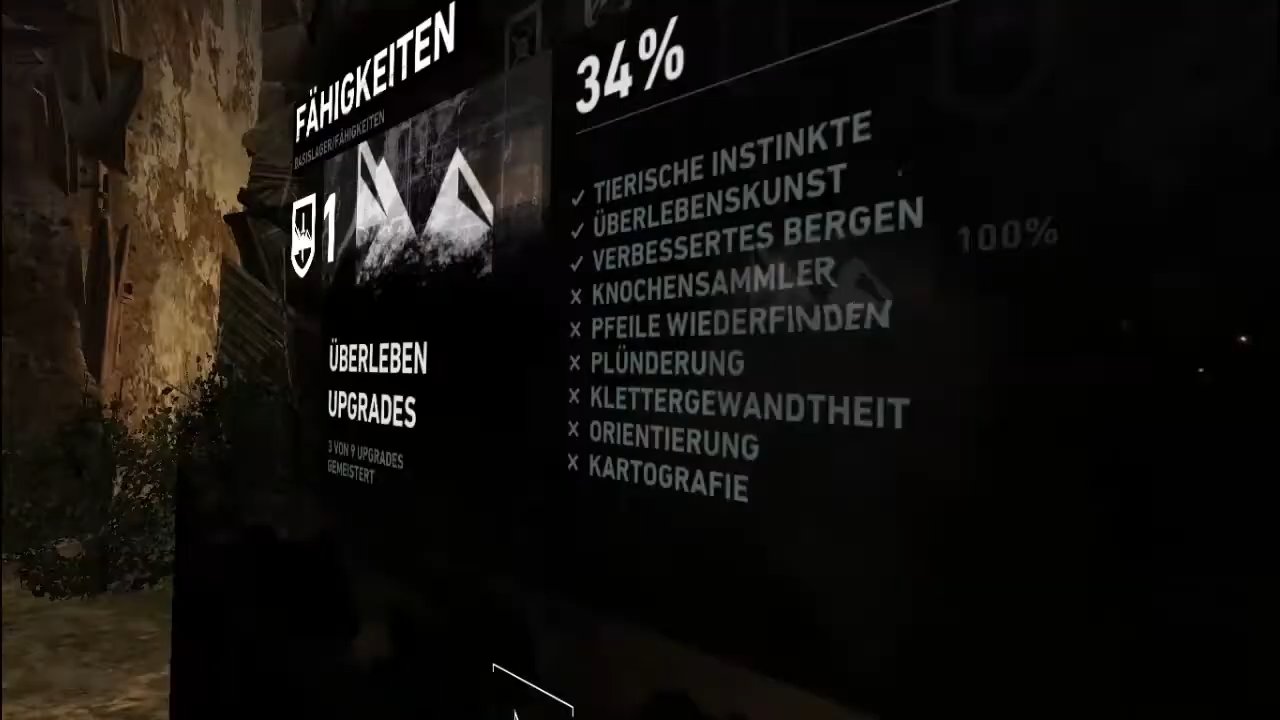 FÄHIGKEITEN
BASISLAGER/FÄHIGKEITEN
1
ÜBERLEBEN
UPGRADES
3 VON 9 UPGRADES
GEMEISTERT
34%
✓ TIERISCHE INSTINKTE
✓ ÜBERLEBENSKUNST
✓ VERBESSERTES BERGEN
× KNOCHENSAMMLER
× PFEILE WIEDERFINDEN
× PLÜNDERUNG
× KLETTERGEWANDTHEIT
× ORIENTIERUNG
× KARTOGRAFIE
100%